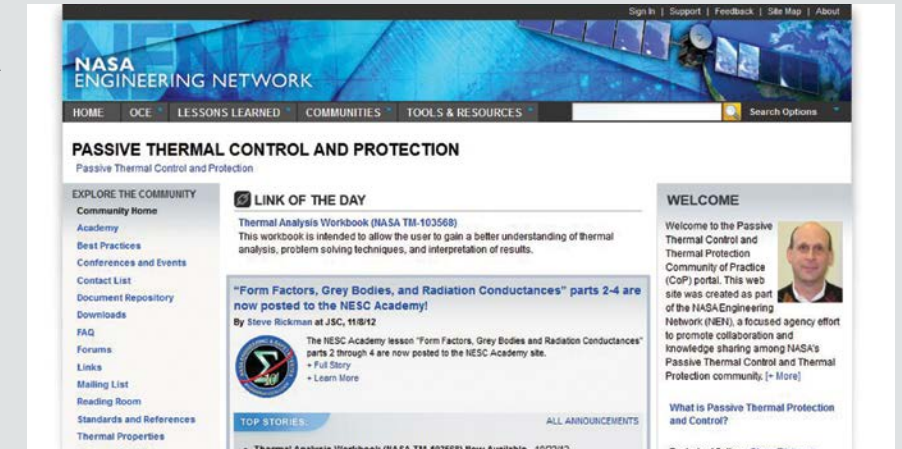 Sign In | Support | Feedback | Site Map | About
NASA
ENGINEERING NETWORK
HOME OCE LESSONS LEARNED COMMUNITIES TOOLS & RESOURCES Search Options
PASSIVE THERMAL CONTROL AND PROTECTION
Passive Thermal Control and Protection
EXPLORE THE COMMUNITY
Community Home
Academy
Best Practices
Conferences and Events
Contact List
Document Repository
Downloads
FAQ
Forums
Links
Mailing List
Reading Room
Standards and References
Thermal Properties
LINK OF THE DAY
Thermal Analysis Workbook (NASA TM-103568)
This workbook is intended to allow the user to gain a better understanding of thermal
analysis, problem solving techniques, and interpretation of results.
"Form Factors, Grey Bodies, and Radiation Conductances" parts 2-4 are
now posted to the NESC Academy!
By Steve Rickman at JSC, 11/8/12
The NESC Academy lesson "Form Factors, Grey Bodies and Radiation Conductances"
parts 2 through 4 are now posted to the NESC Academy site.
+ Full Story
+ Learn More
TOP STORIES: ALL ANNOUNCEMENTS
Thermal Analysis Workbook (NASA TM-103568) Now Available
WELCOME
Welcome to the Passive
Thermal Control and
Thermal Protection
Community of Practice
(CoP) portal. This web
site was created as part
of the NASA Engineering
Network (NEN), a focused agency effort
to promote collaboration and
knowledge sharing among NASA's
Passive Thermal Control and Thermal
Protection community. [+ More]
What is Passive Thermal Protection
and Control?